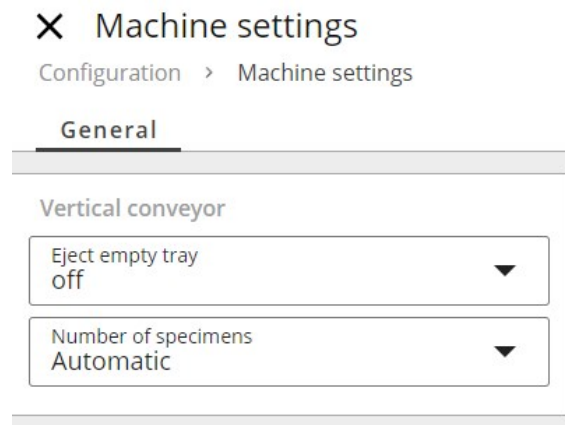 Machine settings
Configuration > Machine settings
General
Vertical conveyor
Eject empty tray
off
Number of specimens
Automatic